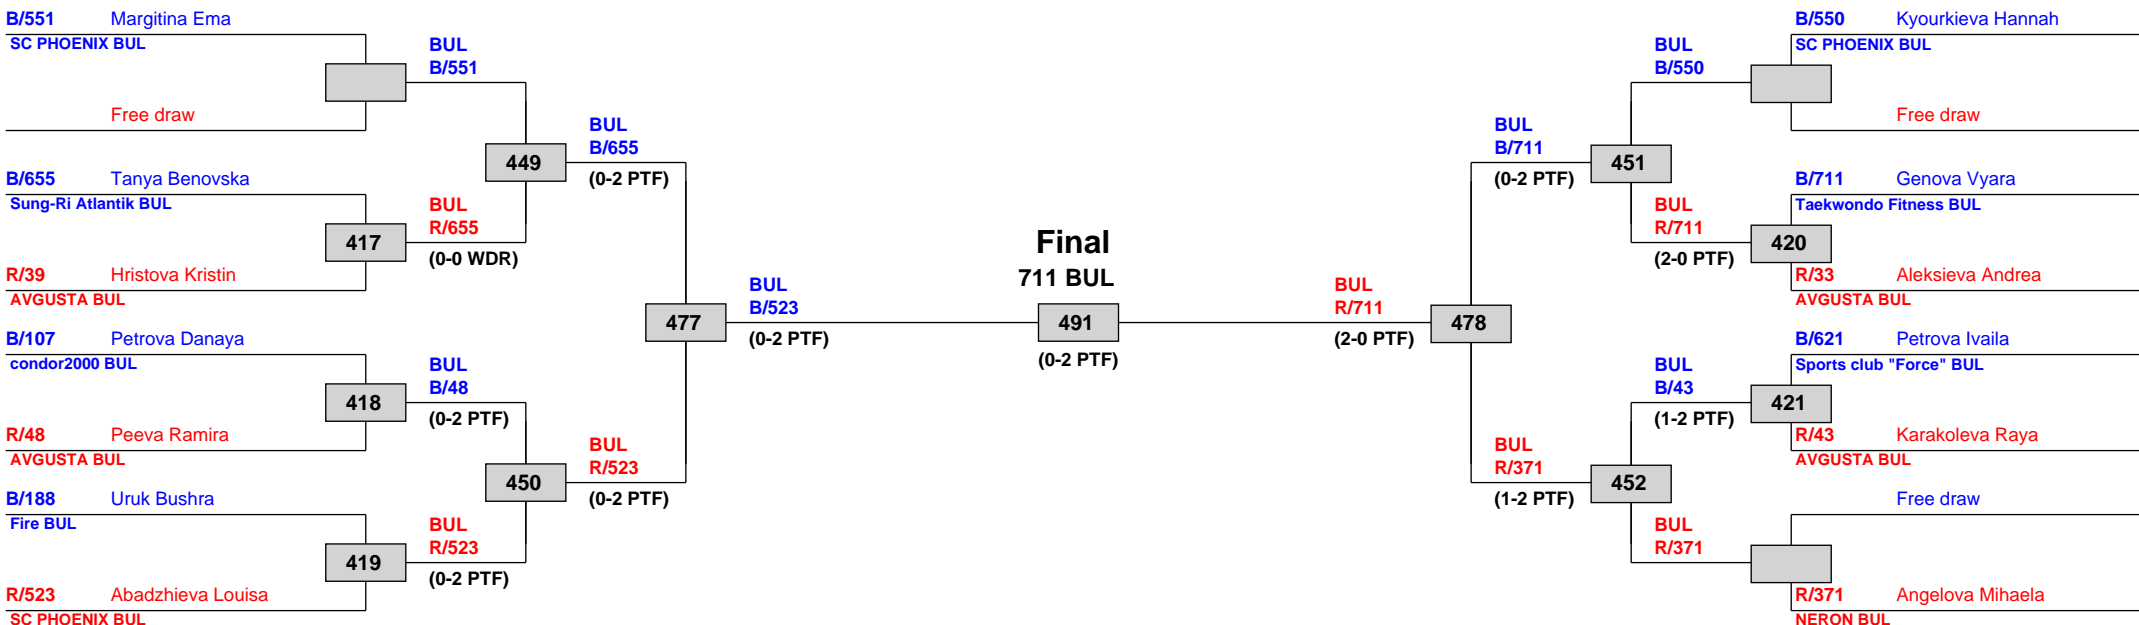 B/551 Margitina Ema
SC PHOENIX BUL
Free draw
B/655 Tanya Benovska
Sung-Ri Atlantik BUL
R/39 Hristova Kristin
AVGUSTA BUL
B/107 Petrova Danaya
condor2000 BUL
R/48 Peeva Ramira
AVGUSTA BUL
B/188 Uruk Bushra
Fire BUL
R/523 Abadzhieva Louisa
SC PHOENIX BUL
417
418
419
BUL
B/551
BUL
R/655
(0-0 WDR)
BUL
B/48
(0-2 PTF)
BUL
R/523
(0-2 PTF)
449
450
BUL
B/655
(0-2 PTF)
BUL
R/523
(0-2 PTF)
477
BUL
B/523
(0-2 PTF)
Final
711 BUL
491
(0-2 PTF)
BUL
R/711
(2-0 PTF)
478
BUL
B/711
(0-2 PTF)
BUL
R/371
(1-2 PTF)
451
452
BUL
B/550
BUL
R/711
(2-0 PTF)
BUL
B/43
(1-2 PTF)
BUL
R/371
420
421
B/550 Kyourkieva Hannah
SC PHOENIX BUL
Free draw
B/711 Genova Vyara
Taekwondo Fitness BUL
R/33 Aleksieva Andrea
AVGUSTA BUL
B/621 Petrova Ivaila
Sports club "Force" BUL
R/43 Karakoleva Raya
AVGUSTA BUL
Free draw
R/371 Angelova Mihaela
NERON BUL